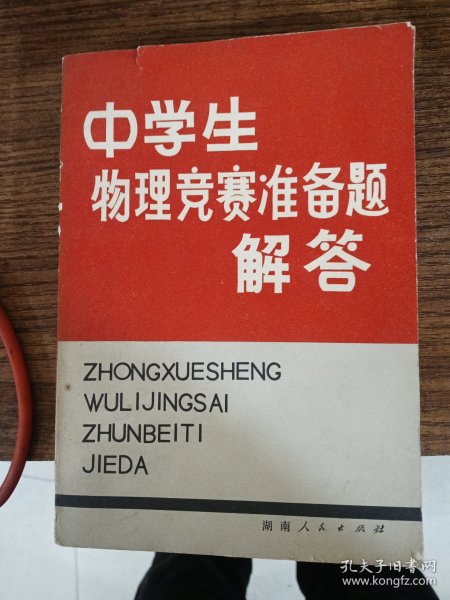 中学生
物理竞赛准备题
解答
ZHONGXUESHENG
WULIJINGSAI
ZHUNBEITI
JIEDA
湖南人民出版社
孔夫子旧书网
www.kongfz.com